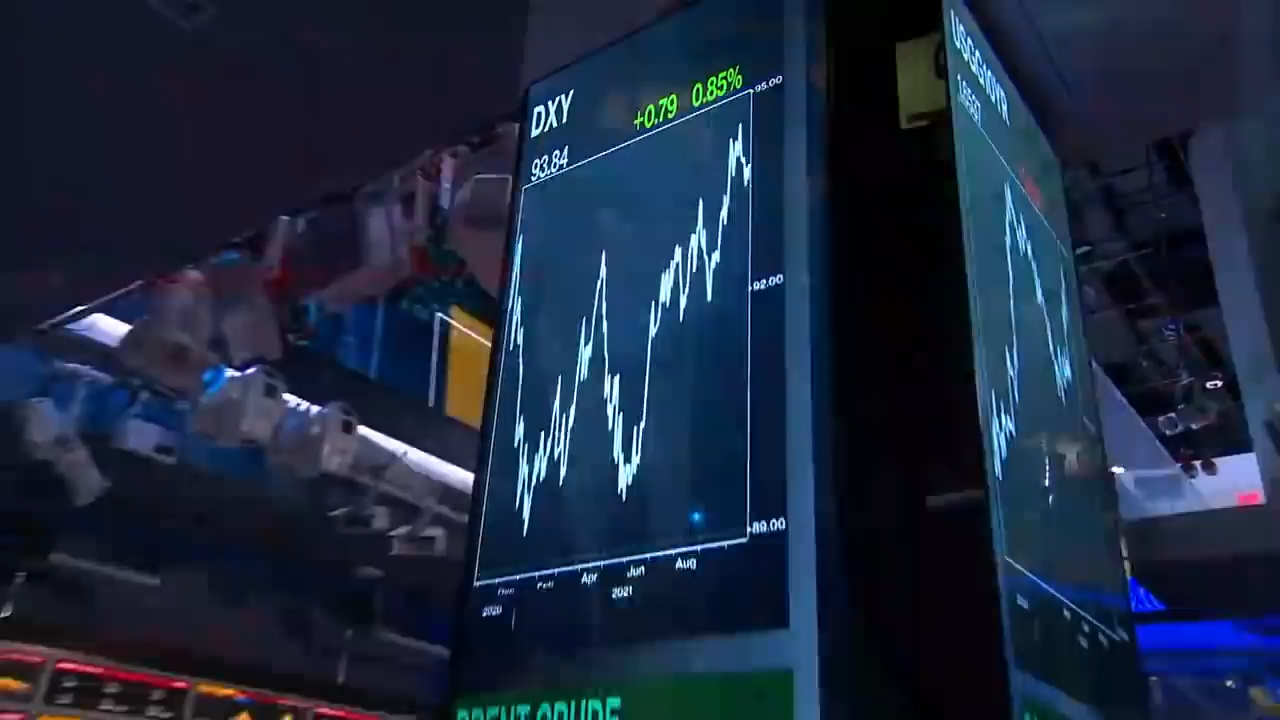 DXY
+0.79 0.85%
93.84
95.00
92.00
89.00
Apr
Jun
Aug
2020
2021
BRENT CRUDE
USGG10YR